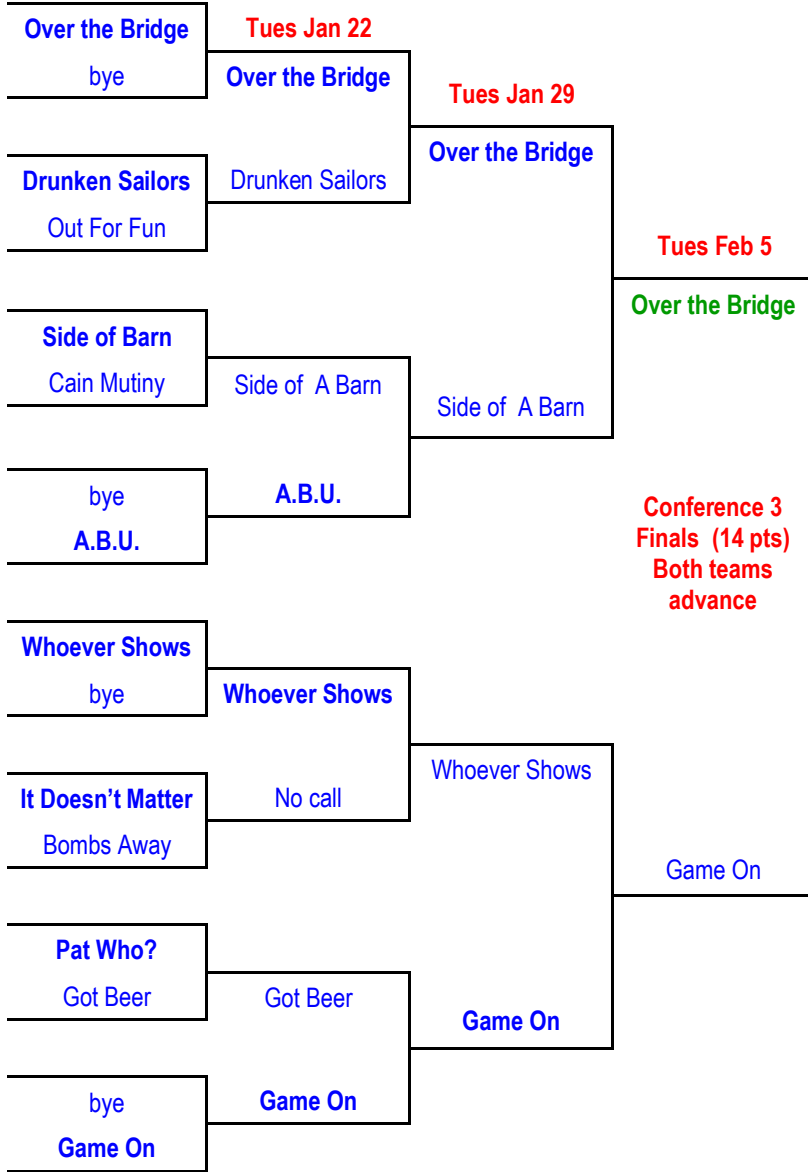 Over the Bridge
bye
Drunken Sailors
Out For Fun
Side of Barn
Cain Mutiny
bye
A.B.U.
Whoever Shows
bye
It Doesn't Matter
Bombs Away
Pat Who?
Got Beer
bye
Game On
Tues Jan 22
Over the Bridge
Drunken Sailors
Side of A Barn
A.B.U.
Whoever Shows
No call
Got Beer
Game On
Tues Jan 29
Over the Bridge
Side of A Barn
Whoever Shows
Game On
Tues Feb 5
Over the Bridge
Conference 3
Finals (14 pts)
Both teams
advance
Game On